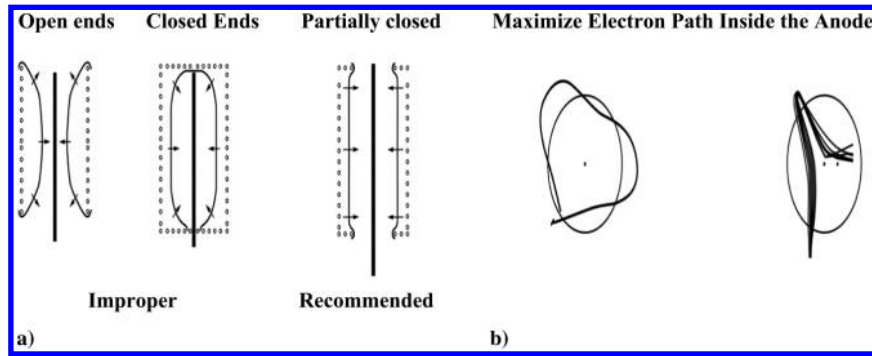 Open ends
Closed Ends
Partially closed
Maximize Electron Path Inside the Anode
Improper
Recommended
a)
b)